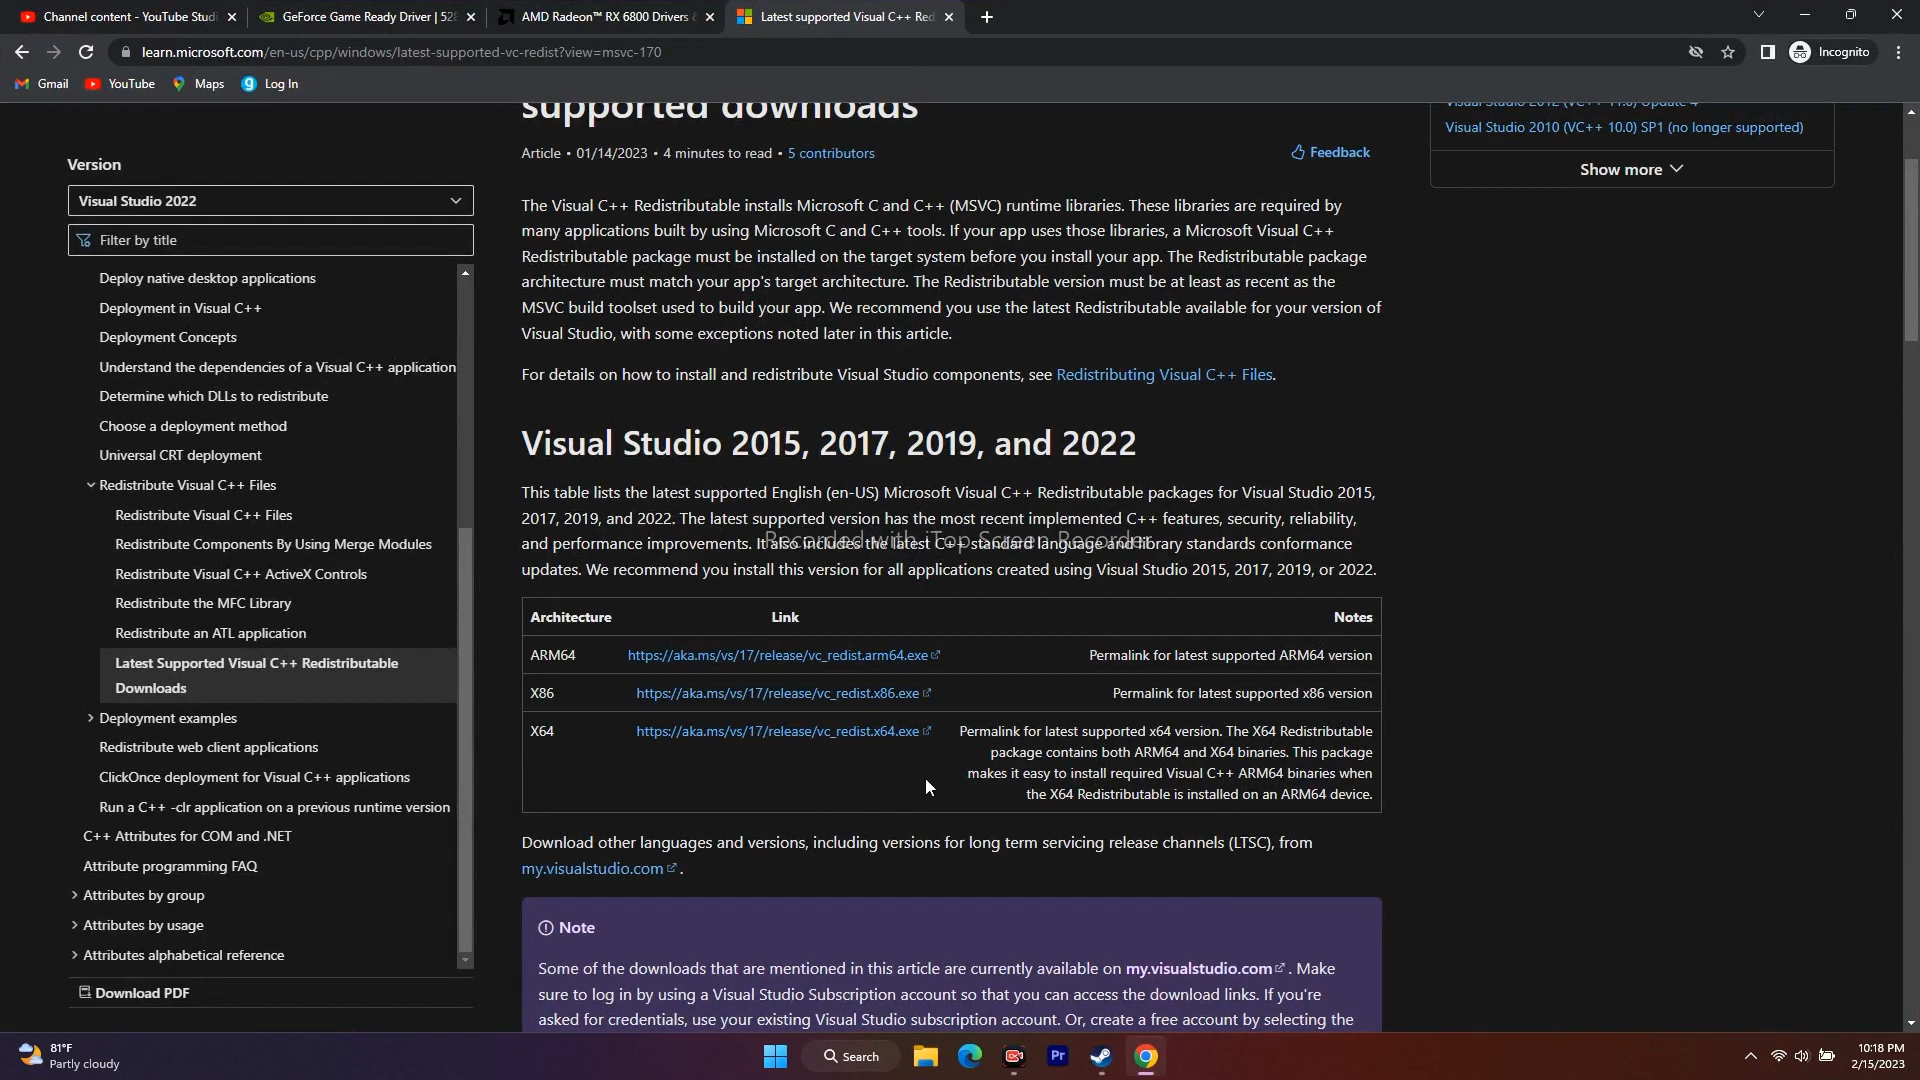 Channel content - YouTube Studi
GeForce Game Ready Driver | 528
AMD Radeon™ RX 6800 Drivers &
Latest supported Visual C++ Red
learn.microsoft.com/en-us/cpp/windows/latest-supported-vc-redist?view=msvc-170
Incognito
Gmail
YouTube
Maps
Log In
supported downloads
Visual Studio 2012 (VC++ 11.0) Update 4
Visual Studio 2010 (VC++ 10.0) SP1 (no longer supported)
Show more
Article • 01/14/2023 • 4 minutes to read • 5 contributors
Feedback
Version
Visual Studio 2022
Filter by title
Deploy native desktop applications
Deployment in Visual C++
Deployment Concepts
Understand the dependencies of a Visual C++ application
Determine which DLLs to redistribute
Choose a deployment method
Universal CRT deployment
Redistribute Visual C++ Files
Redistribute Visual C++ Files
Redistribute Components By Using Merge Modules
Redistribute Visual C++ ActiveX Controls
Redistribute the MFC Library
Redistribute an ATL application
Latest Supported Visual C++ Redistributable
Downloads
Deployment examples
Redistribute web client applications
ClickOnce deployment for Visual C++ applications
Run a C++ -clr application on a previous runtime version
C++ Attributes for COM and .NET
Attribute programming FAQ
Attributes by group
Attributes by usage
Attributes alphabetical reference
Download PDF
The Visual C++ Redistributable installs Microsoft C and C++ (MSVC) runtime libraries. These libraries are required by
many applications built by using Microsoft C and C++ tools. If your app uses those libraries, a Microsoft Visual C++
Redistributable package must be installed on the target system before you install your app. The Redistributable package
architecture must match your app's target architecture. The Redistributable version must be at least as recent as the
MSVC build toolset used to build your app. We recommend you use the latest Redistributable available for your version of
Visual Studio, with some exceptions noted later in this article.
For details on how to install and redistribute Visual Studio components, see Redistributing Visual C++ Files.
Visual Studio 2015, 2017, 2019, and 2022
This table lists the latest supported English (en-US) Microsoft Visual C++ Redistributable packages for Visual Studio 2015,
2017, 2019, and 2022. The latest supported version has the most recent implemented C++ features, security, reliability,
and performance improvements. It also includes the latest C++ standard language and library standards conformance
updates. We recommend you install this version for all applications created using Visual Studio 2015, 2017, 2019, or 2022.
Recorded with iTop Screen Recorder
Architecture Link Notes
ARM64 https://aka.ms/vs/17/release/vc_redist.arm64.exe Permalink for latest supported ARM64 version
X86 https://aka.ms/vs/17/release/vc_redist.x86.exe Permalink for latest supported x86 version
X64 https://aka.ms/vs/17/release/vc_redist.x64.exe Permalink for latest supported x64 version. The X64 Redistributable
package contains both ARM64 and X64 binaries. This package
makes it easy to install required Visual C++ ARM64 binaries when
the X64 Redistributable is installed on an ARM64 device.
Download other languages and versions, including versions for long term servicing release channels (LTSC), from
my.visualstudio.com.
Note
Some of the downloads that are mentioned in this article are currently available on my.visualstudio.com. Make
sure to log in by using a Visual Studio Subscription account so that you can access the download links. If you're
asked for credentials, use your existing Visual Studio subscription account. Or, create a free account by selecting the
81°F
Partly cloudy
Search
Pr
10:18 PM
2/15/2023